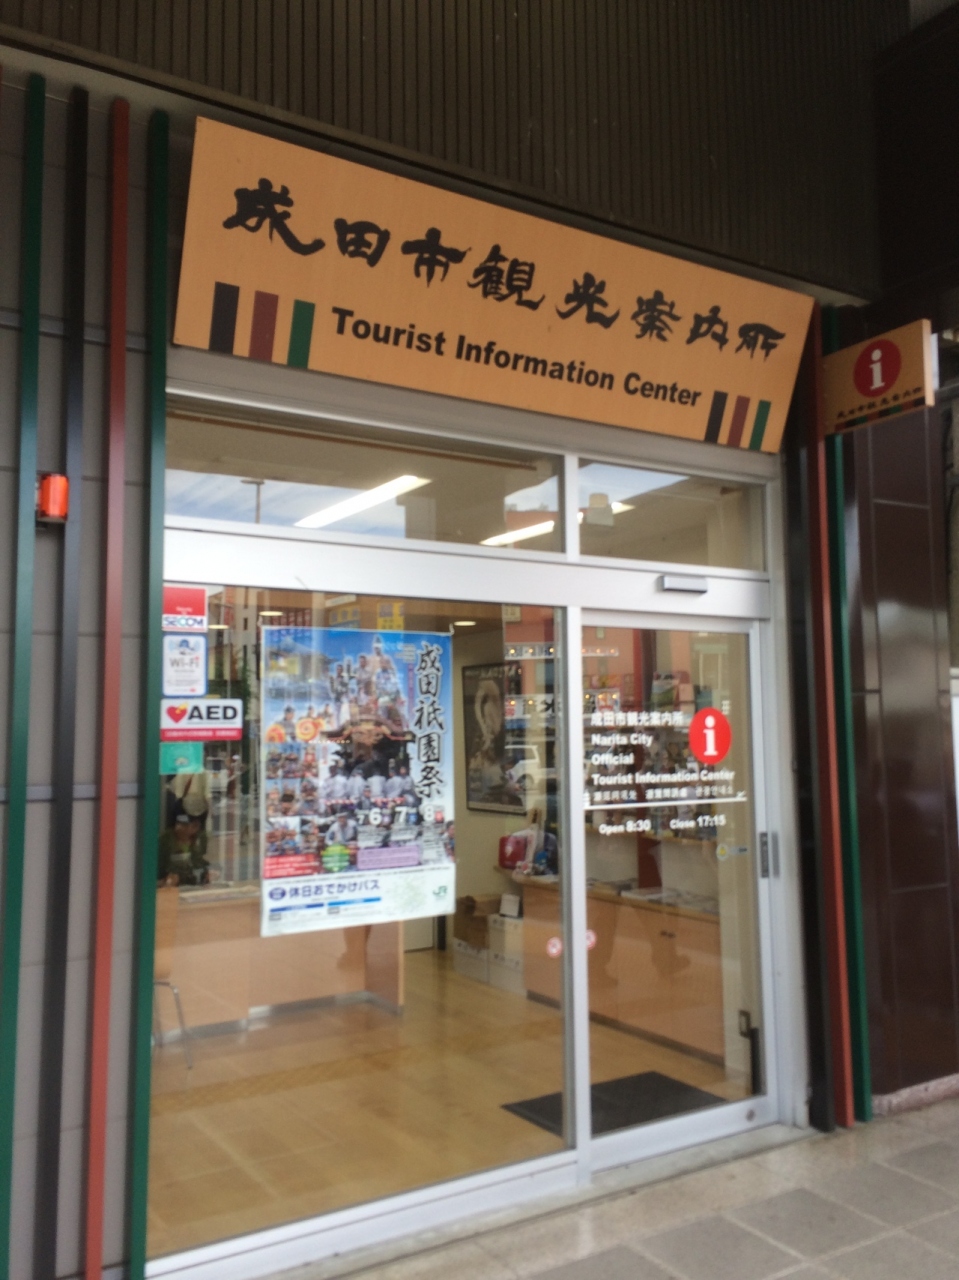 成田市観光案内所
Tourist Information Center
i
SECOM
Wi-Fi
AED
成田祇園祭
7/6 7 8
休日おでかけパス
JR
成田市観光案内所
Narita City
Official
Tourist Information Center
i
Open 8:30 Close 17:15